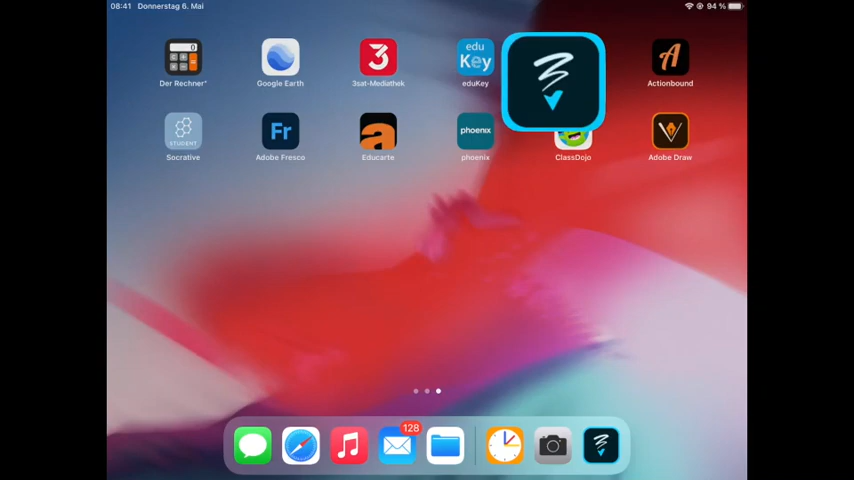 08:41 Donnerstag 6. Mai
94 %
0
edu
Key
Der Rechner⁺
Google Earth
3sat-Mediathek
eduKey
Actionbound
STUDENT
Fr
phoenix
Socrative
Adobe Fresco
Educarte
phoenix
ClassDojo
Adobe Draw
128